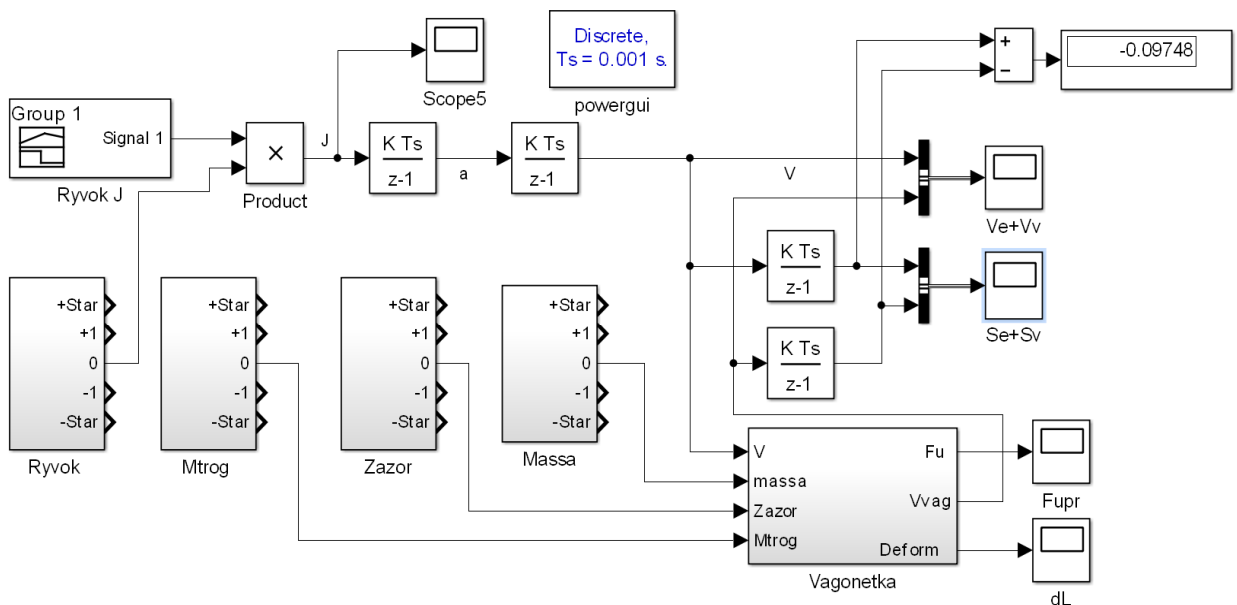 Group 1
Signal 1
Ryvok J
×
Product
J
Scope5
Discrete,
Ts = 0.001 s.
powergui
K Ts
z-1
a
K Ts
z-1
V
+
−
-0.09748
Ve+Vv
K Ts
z-1
Se+Sv
K Ts
z-1
+Star
+1
0
-1
-Star
Ryvok
+Star
+1
0
-1
-Star
Mtrog
+Star
+1
0
-1
-Star
Zazor
+Star
+1
0
-1
-Star
Massa
V
massa
Zazor
Mtrog
Fu
Vvag
Deform
Vagonetka
Fupr
dL